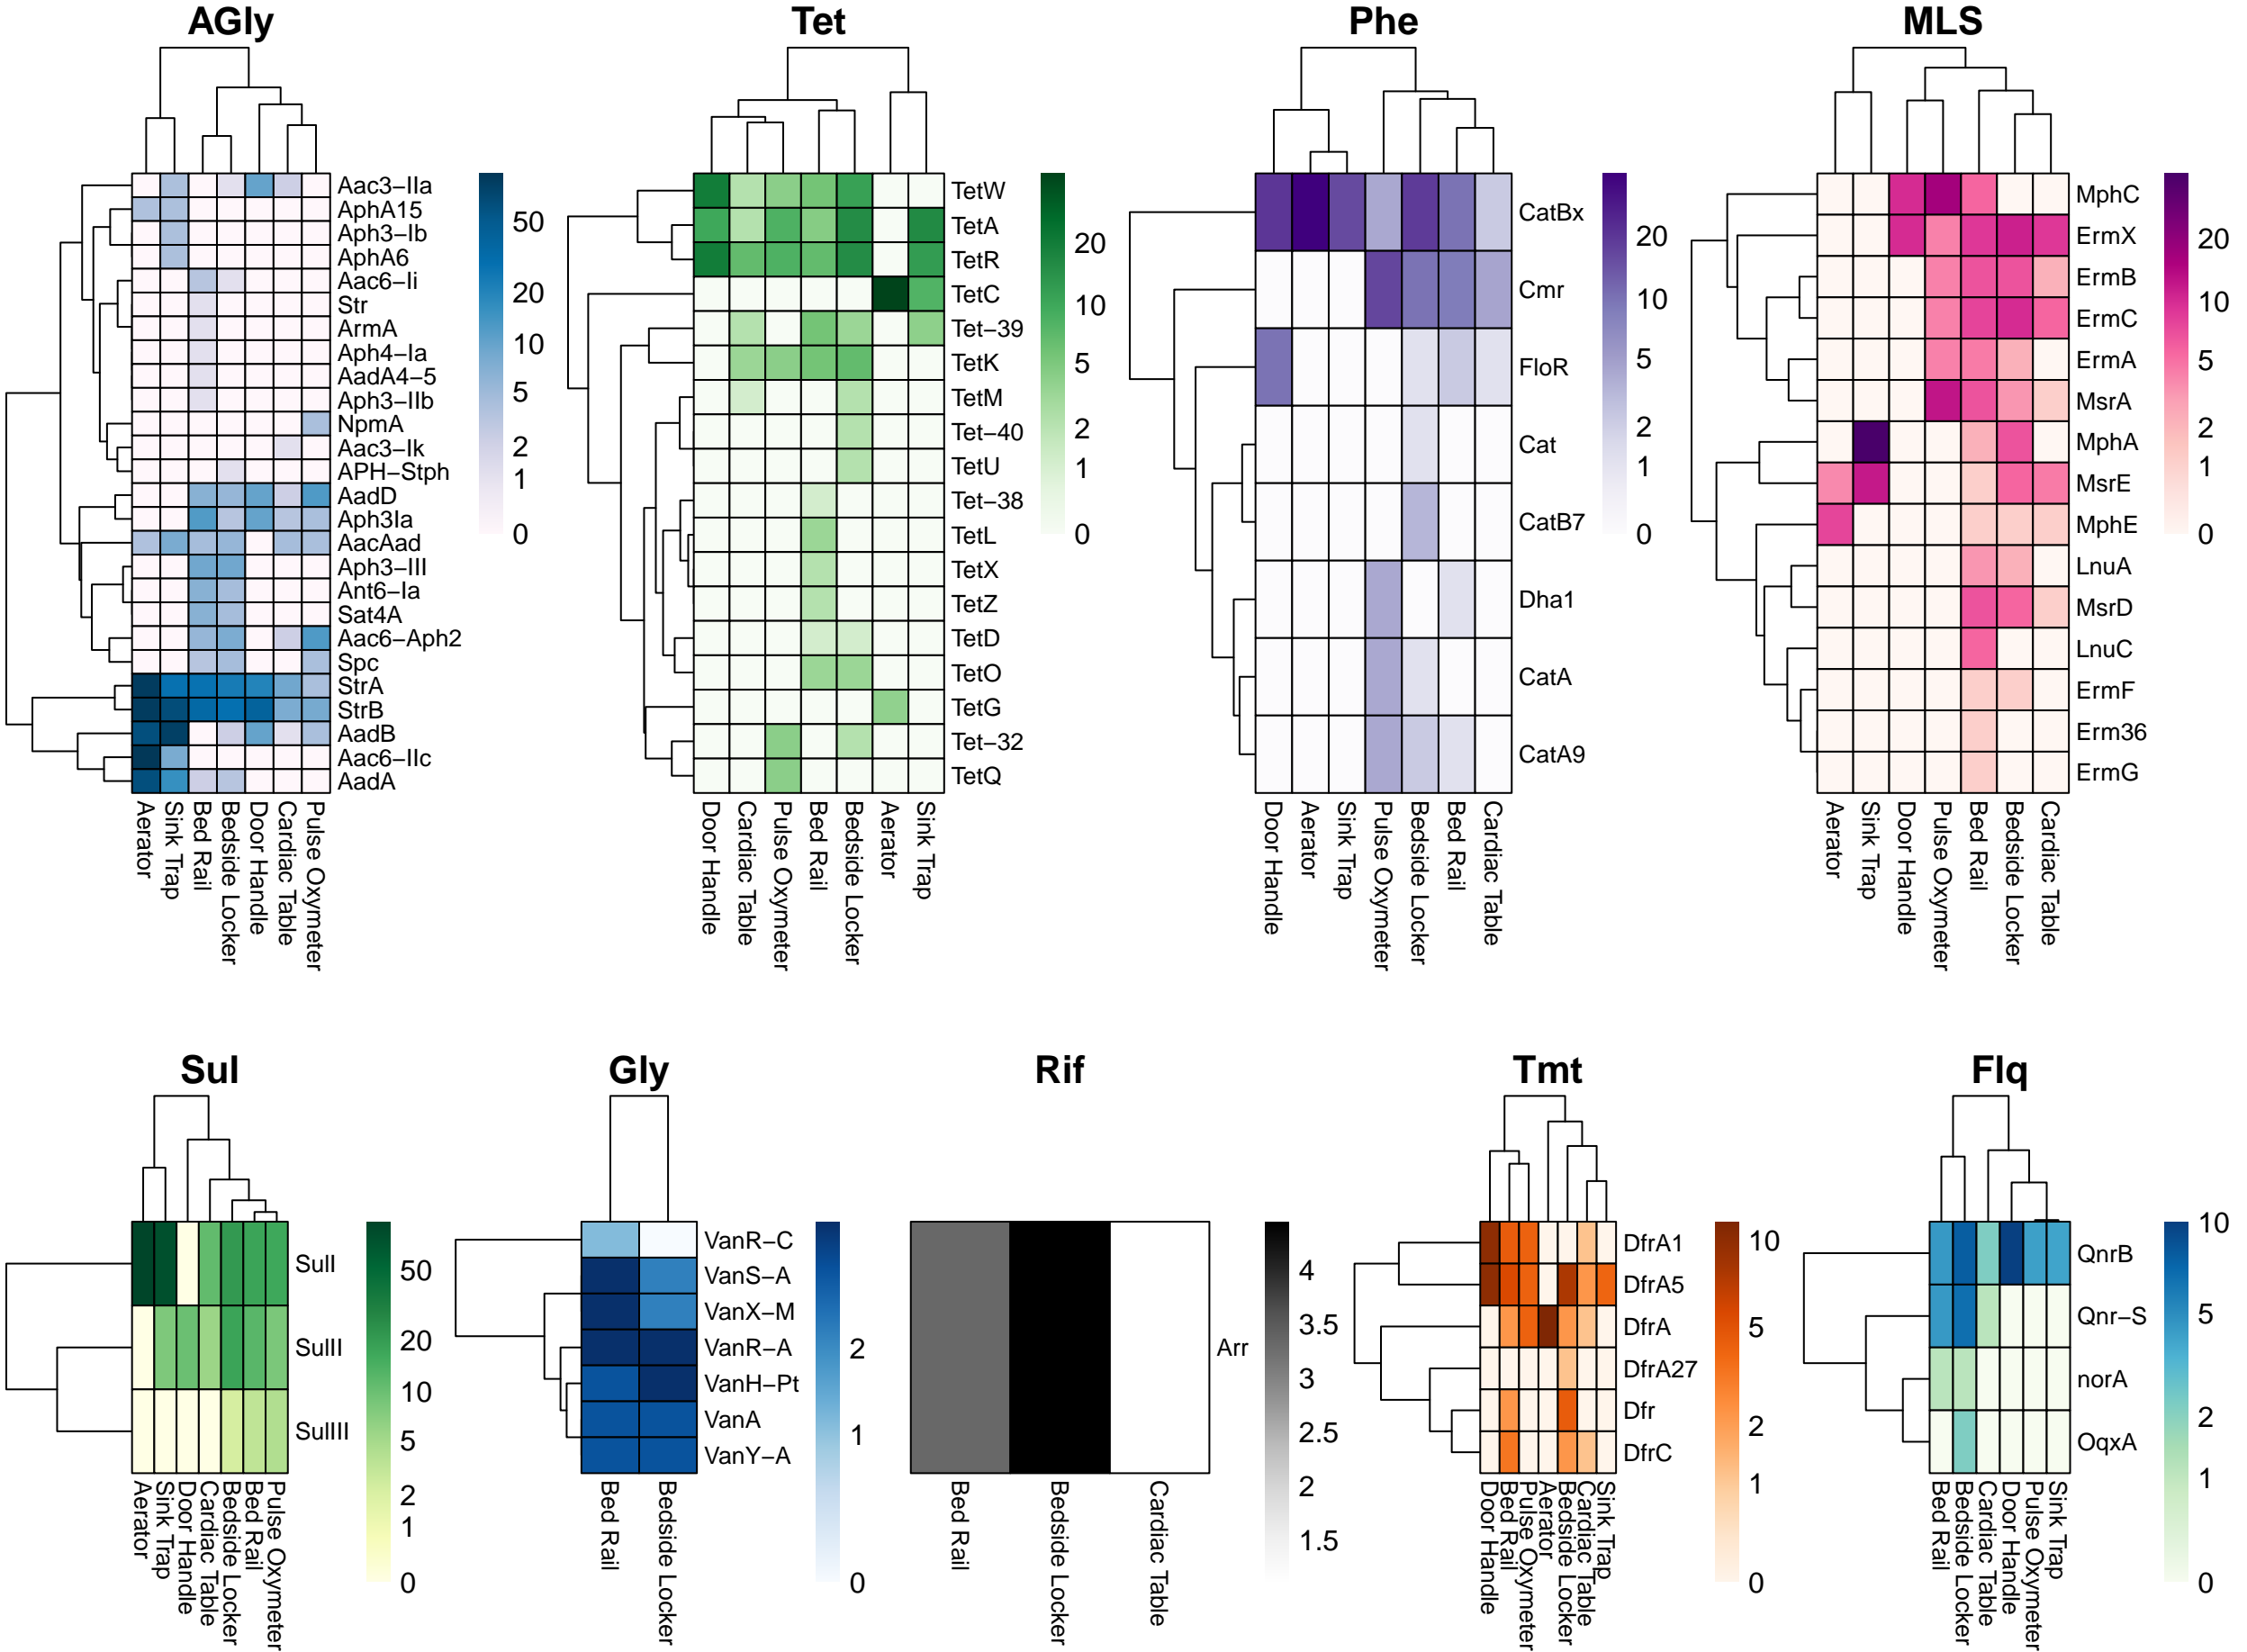 AGly
Tet
Phe
MLS
Aac3–IIa
AphA15
Aph3–Ib
AphA6
Aac6–Ii
Str
ArmA
Aph4–Ia
AadA4–5
Aph3–IIb
NpmA
Aac3–Ik
APH–Stph
AadD
Aph3Ia
AacAad
Aph3–III
Ant6–Ia
Sat4A
Aac6–Aph2
Spc
StrA
StrB
AadB
Aac6–IIc
AadA
50
20
10
5
2
1
0
Aerator
Sink Trap
Bed Rail
Bedside Locker
Door Handle
Cardiac Table
Pulse Oxymeter
TetW
TetA
TetR
TetC
Tet–39
TetK
TetM
Tet–40
TetU
Tet–38
TetL
TetX
TetZ
TetD
TetO
TetG
Tet–32
TetQ
20
10
5
2
1
0
Door Handle
Cardiac Table
Pulse Oxymeter
Bed Rail
Bedside Locker
Aerator
Sink Trap
CatBx
Cmr
FloR
Cat
CatB7
Dha1
CatA
CatA9
20
10
5
2
1
0
Door Handle
Aerator
Sink Trap
Pulse Oxymeter
Bedside Locker
Bed Rail
Cardiac Table
MphC
ErmX
ErmB
ErmC
ErmA
MsrA
MphA
MsrE
MphE
LnuA
MsrD
LnuC
ErmF
Erm36
ErmG
20
10
5
2
1
0
Aerator
Sink Trap
Door Handle
Pulse Oxymeter
Bed Rail
Bedside Locker
Cardiac Table
Sul
Gly
Rif
Tmt
Flq
SulI
SulII
SulIII
50
20
10
5
2
1
0
Aerator
Sink Trap
Door Handle
Cardiac Table
Bedside Locker
Bed Rail
Pulse Oxymeter
VanR–C
VanS–A
VanX–M
VanR–A
VanH–Pt
VanA
VanY–A
2
1
0
Bed Rail
Bedside Locker
Arr
4
3.5
3
2.5
2
1.5
Bed Rail
Bedside Locker
Cardiac Table
DfrA1
DfrA5
DfrA
DfrA27
Dfr
DfrC
10
5
2
1
0
Door Handle
Bed Rail
Pulse Oxymeter
Aerator
Bedside Locker
Cardiac Table
Sink Trap
QnrB
Qnr–S
norA
OqxA
10
5
2
1
0
Bed Rail
Bedside Locker
Cardiac Table
Door Handle
Pulse Oxymeter
Sink Trap